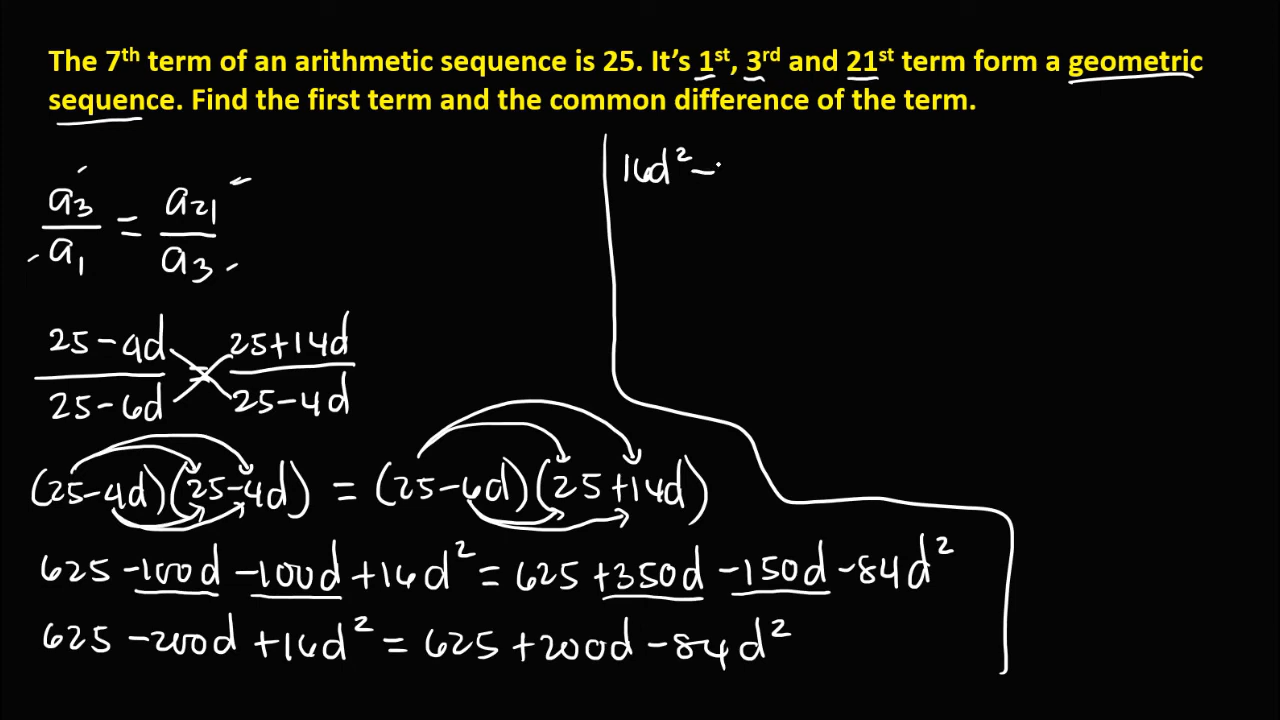 The 7th term of an arithmetic sequence is 25. It's 1st, 3rd and 21st term form a geometric
sequence. Find the first term and the common difference of the term.
a₃/a₁ = a₂₁/a₃
(25-4d)/(25-6d) = (25+14d)/(25-4d)
(25-4d)(25-4d) = (25-6d)(25+14d)
625 -100d -100d +16d² = 625 +350d -150d -84d²
625 -200d +16d² = 625 +200d -84d²
16d² -